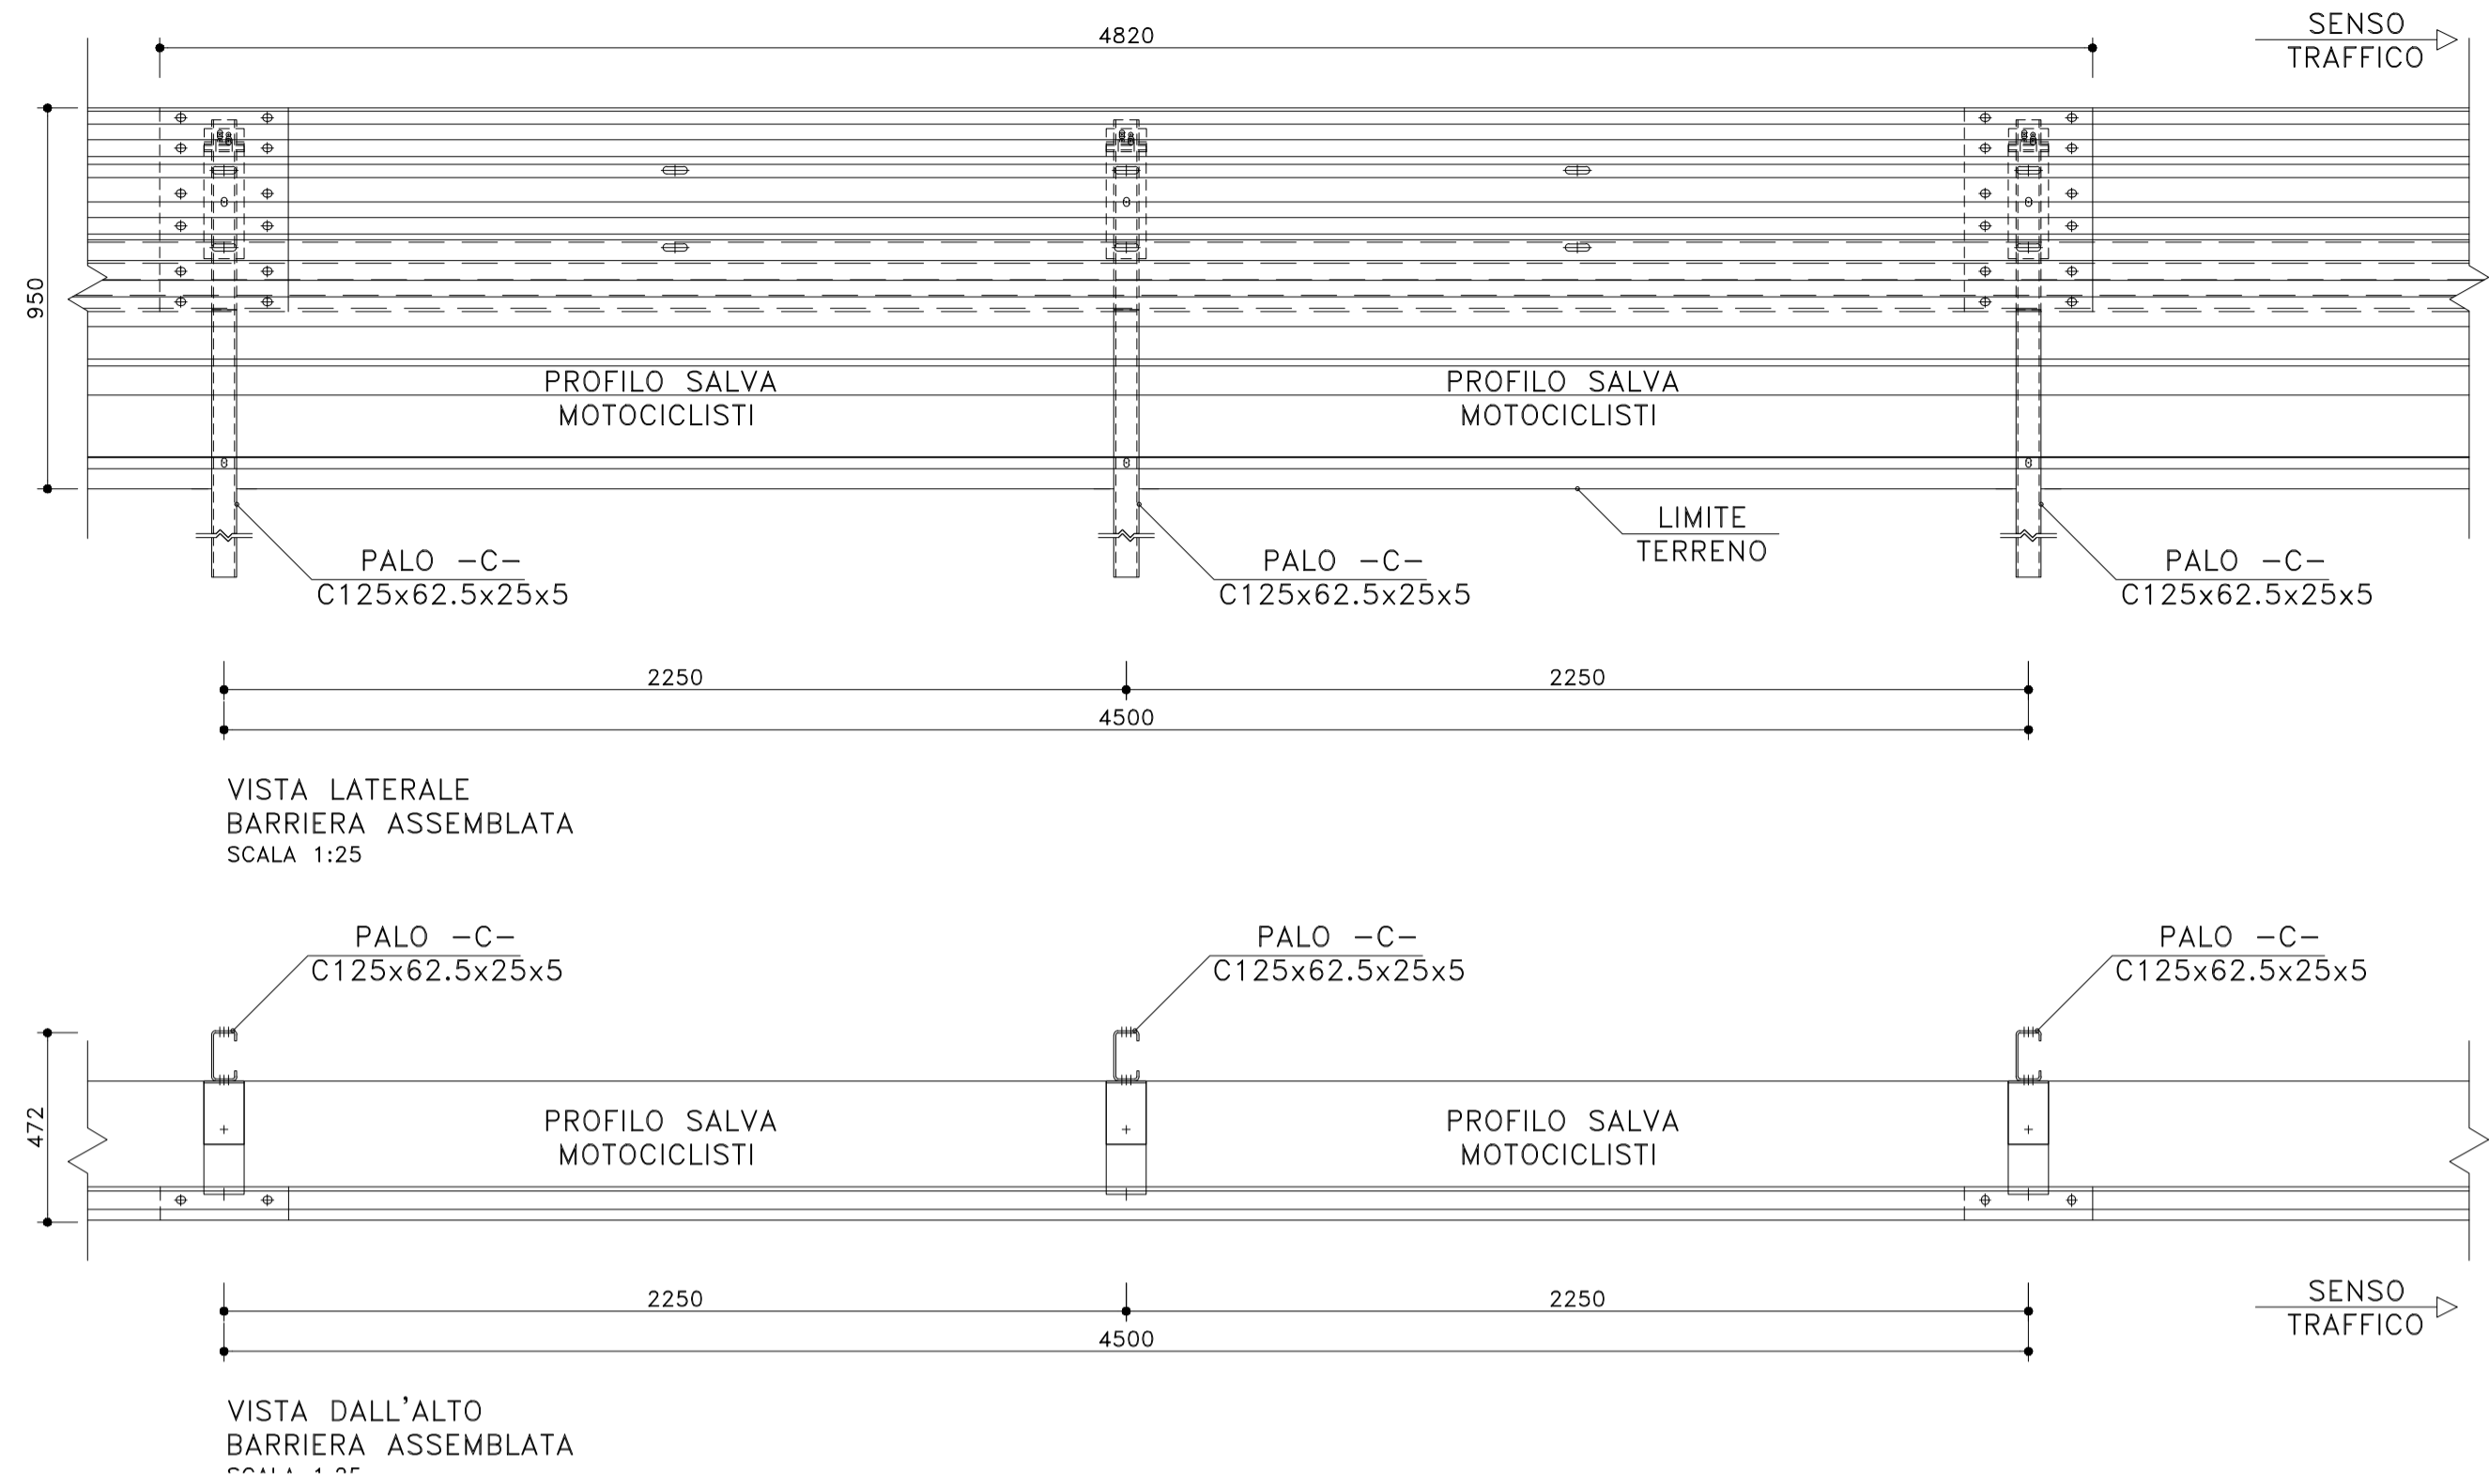 4820
SENSO
TRAFFICO
950
PROFILO SALVA
MOTOCICLISTI
PROFILO SALVA
MOTOCICLISTI
LIMITE
TERRENO
PALO -C-
C125x62.5x25x5
PALO -C-
C125x62.5x25x5
PALO -C-
C125x62.5x25x5
2250
2250
4500
VISTA LATERALE
BARRIERA ASSEMBLATA
SCALA 1:25
PALO -C-
C125x62.5x25x5
PALO -C-
C125x62.5x25x5
PALO -C-
C125x62.5x25x5
472
PROFILO SALVA
MOTOCICLISTI
PROFILO SALVA
MOTOCICLISTI
2250
2250
4500
SENSO
TRAFFICO
VISTA DALL'ALTO
BARRIERA ASSEMBLATA
SCALA 1:25